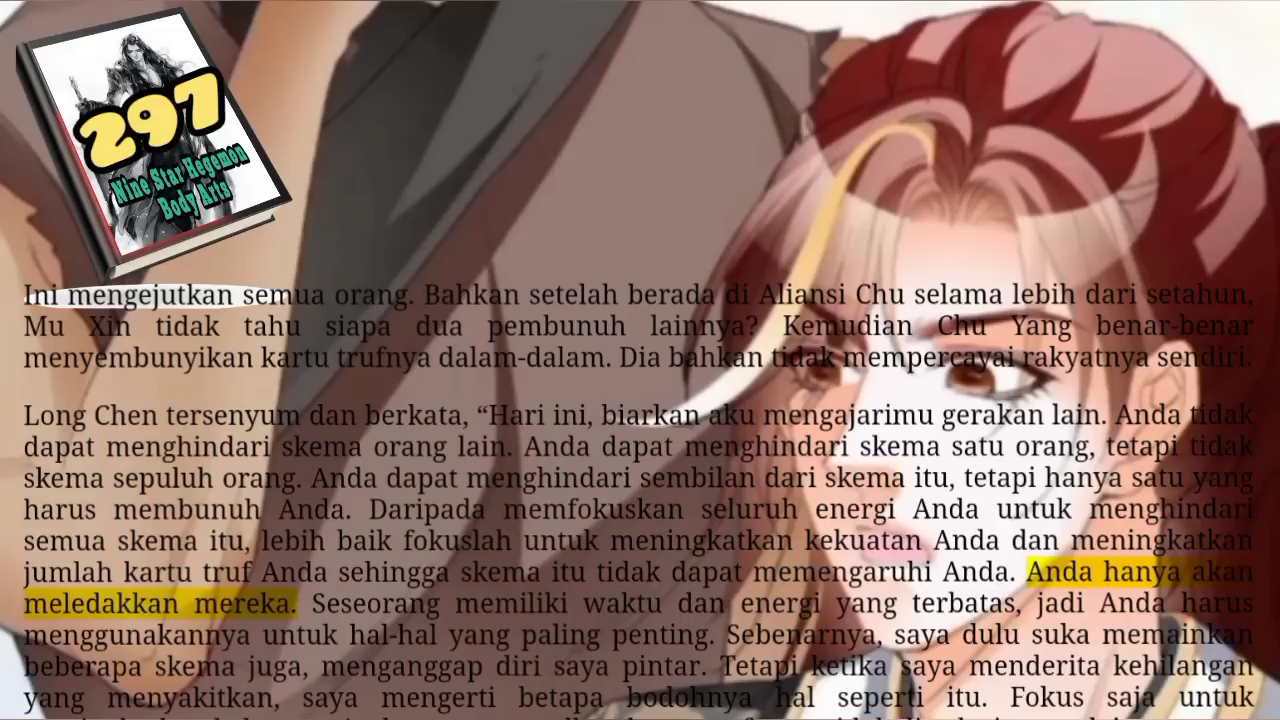 297
Nine Star Hegemon
Body Arts
Ini mengejutkan semua orang. Bahkan setelah berada di Aliansi Chu selama lebih dari setahun,
Mu Xin tidak tahu siapa dua pembunuh lainnya? Kemudian Chu Yang benar-benar
menyembunyikan kartu trufnya dalam-dalam. Dia bahkan tidak mempercayai rakyatnya sendiri.
Long Chen tersenyum dan berkata, “Hari ini, biarkan aku mengajarimu gerakan lain. Anda tidak
dapat menghindari skema orang lain. Anda dapat menghindari skema satu orang, tetapi tidak
skema sepuluh orang. Anda dapat menghindari sembilan dari skema itu, tetapi hanya satu yang
harus membunuh Anda. Daripada memfokuskan seluruh energi Anda untuk menghindari
semua skema itu, lebih baik fokuslah untuk meningkatkan kekuatan Anda dan meningkatkan
jumlah kartu truf Anda sehingga skema itu tidak dapat memengaruhi Anda. Anda hanya akan
meledakkan mereka. Seseorang memiliki waktu dan energi yang terbatas, jadi Anda harus
menggunakannya untuk hal-hal yang paling penting. Sebenarnya, saya dulu suka memainkan
beberapa skema juga, menganggap diri saya pintar. Tetapi ketika saya menderita kehilangan
yang menyakitkan, saya mengerti betapa bodohnya hal seperti itu. Fokus saja untuk